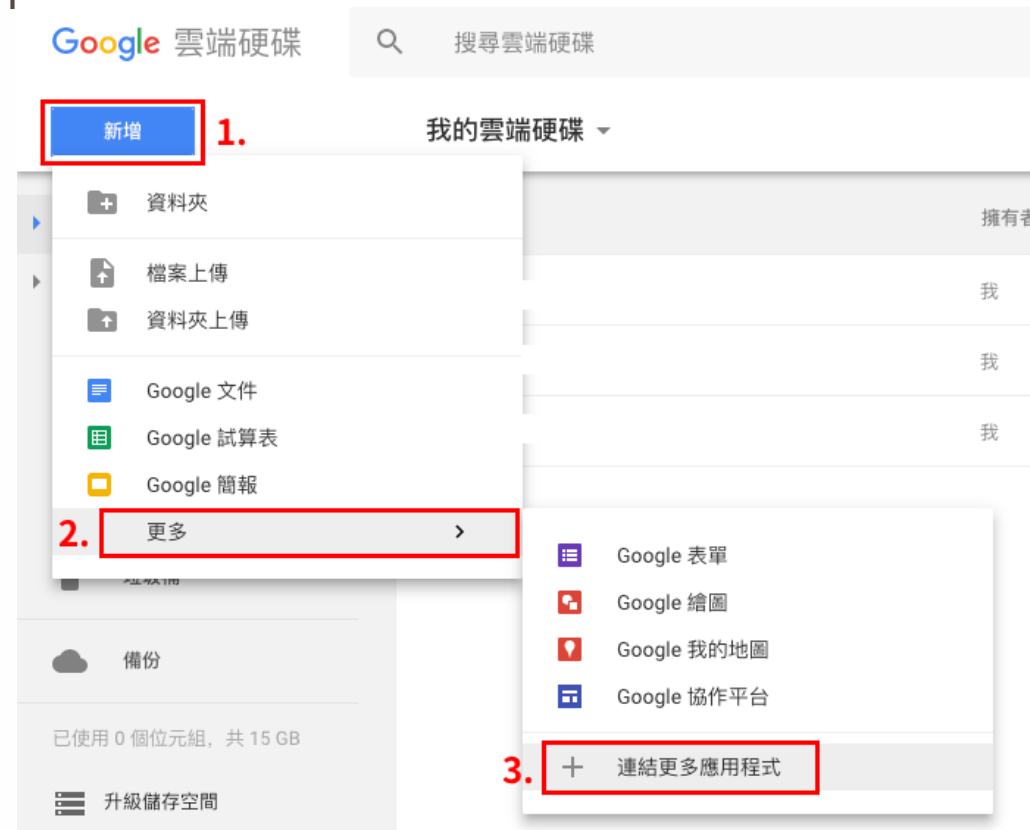 Google 雲端硬碟
搜尋雲端硬碟
新增
1.
我的雲端硬碟
資料夾
擁有者
檔案上傳
我
資料夾上傳
我
Google 文件
Google 試算表
我
Google 簡報
2.
更多
Google 表單
Google 繪圖
Google 我的地圖
Google 協作平台
備份
已使用 0 個位元組，共 15 GB
3.
連結更多應用程式
升級儲存空間